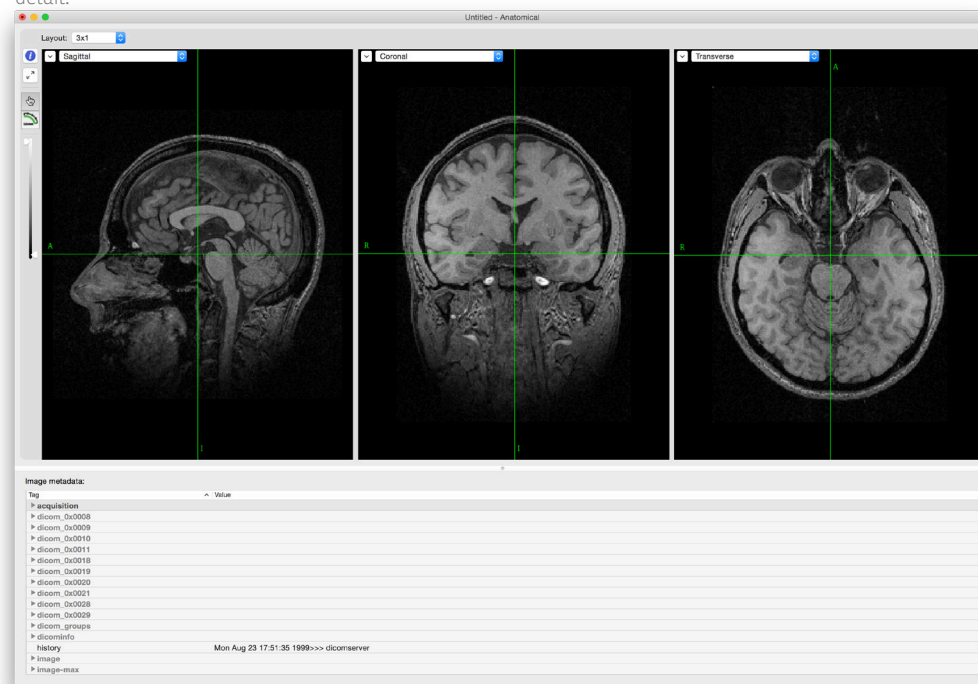 detail.
Untitled - Anatomical
Layout: 3x1
Sagittal
Coronal
Transverse
A
A
R
R
I
I
Image metadata:
Tag Value
acquisition
dicom_0x0008
dicom_0x0009
dicom_0x0010
dicom_0x0011
dicom_0x0018
dicom_0x0019
dicom_0x0020
dicom_0x0021
dicom_0x0028
dicom_0x0029
dicom_groups
dicominfo
history Mon Aug 23 17:51:35 1999>>> dicomserver
image
image-max